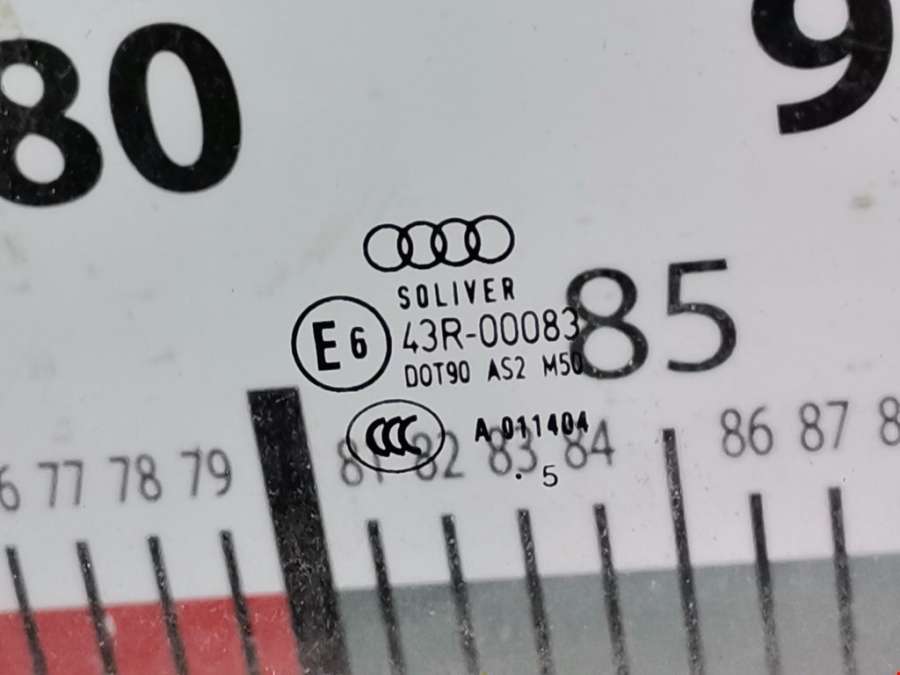 80
9
SOLIVER
E6
43R-00083
DOT90 AS2 M50
85
CCC
A 011404
. 5
77 78 79 81 82 83 84 86 87